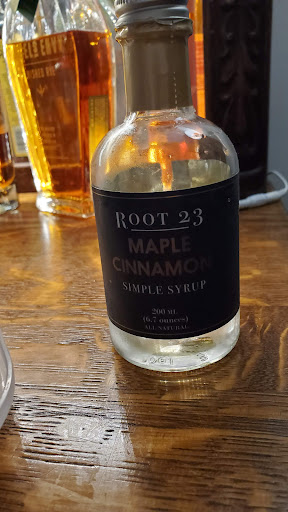 ROOT 23
MAPLE
CINNAMON
SIMPLE SYRUP
200 ML
(6.7 ounces)
ALL NATURAL